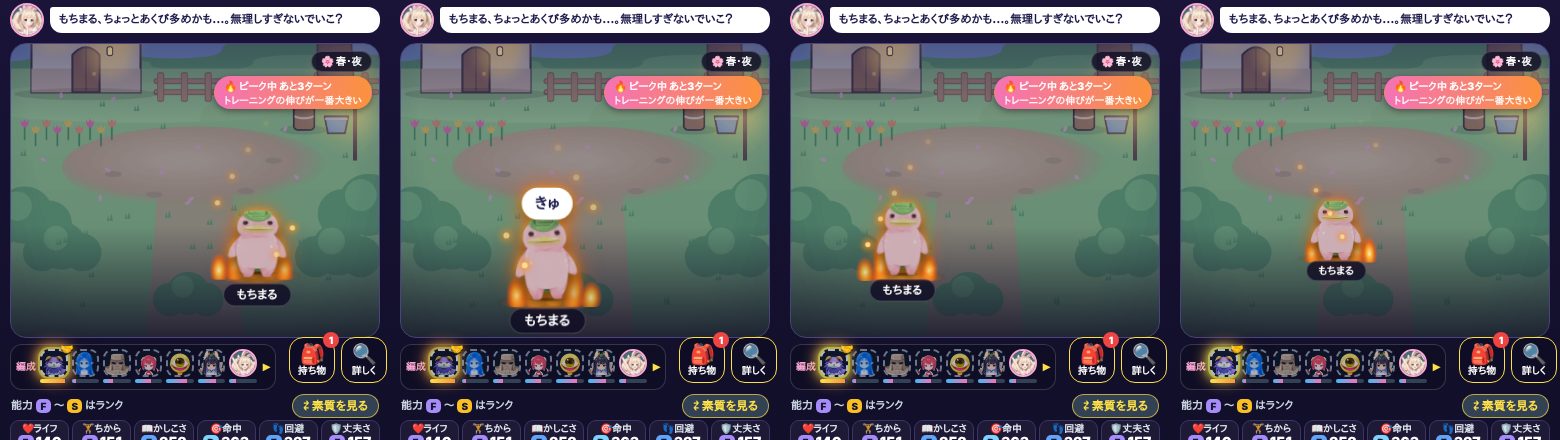 もちまる、ちょっとあくび多めかも…。無理しすぎないでいこ？
🌸 春・夜
🔥 ピーク中 あと3ターン
トレーニングの伸びが一番大きい
もちまる
編成
1
持ち物
詳しく
能力 F 〜 S はランク
⇄ 素質を見る
❤️ライフ
ちから
かしこさ
命中
回避
丈夫さ
もちまる、ちょっとあくび多めかも…。無理しすぎないでいこ？
🌸 春・夜
🔥 ピーク中 あと3ターン
トレーニングの伸びが一番大きい
きゅ
もちまる
編成
1
持ち物
詳しく
能力 F 〜 S はランク
⇄ 素質を見る
❤️ライフ
ちから
かしこさ
命中
回避
丈夫さ
もちまる、ちょっとあくび多めかも…。無理しすぎないでいこ？
🌸 春・夜
🔥 ピーク中 あと3ターン
トレーニングの伸びが一番大きい
もちまる
編成
1
持ち物
詳しく
能力 F 〜 S はランク
⇄ 素質を見る
❤️ライフ
ちから
かしこさ
命中
回避
丈夫さ
もちまる、ちょっとあくび多めかも…。無理しすぎないでいこ？
🌸 春・夜
🔥 ピーク中 あと3ターン
トレーニングの伸びが一番大きい
もちまる
編成
1
持ち物
詳しく
能力 F 〜 S はランク
⇄ 素質を見る
❤️ライフ
ちから
かしこさ
命中
回避
丈夫さ